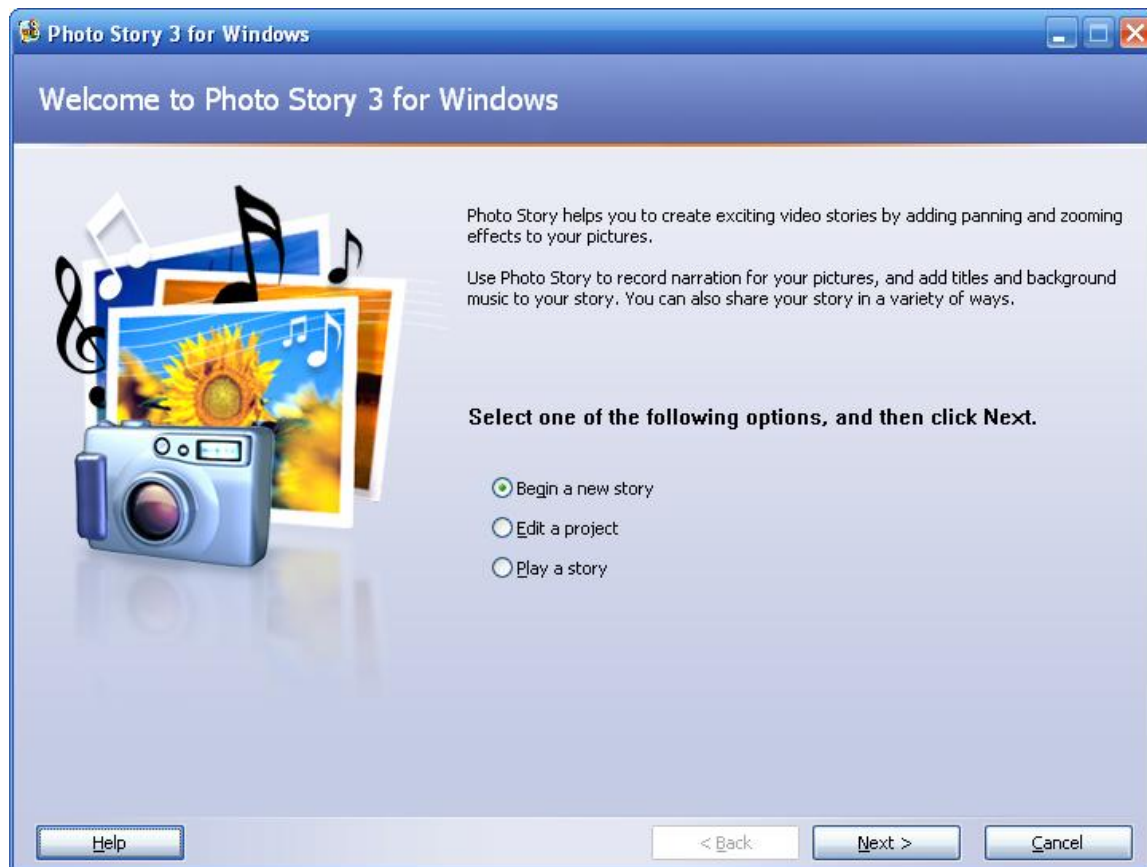 Photo Story 3 for Windows
Welcome to Photo Story 3 for Windows
Photo Story helps you to create exciting video stories by adding panning and zooming
effects to your pictures.
Use Photo Story to record narration for your pictures, and add titles and background
music to your story. You can also share your story in a variety of ways.
Select one of the following options, and then click Next.
Begin a new story
Edit a project
Play a story
Help
< Back
Next >
Cancel